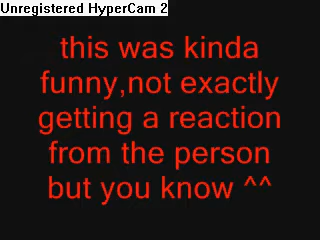 Unregistered HyperCam 2
this was kinda
funny,not exactly
getting a reaction
from the person
but you know ^^